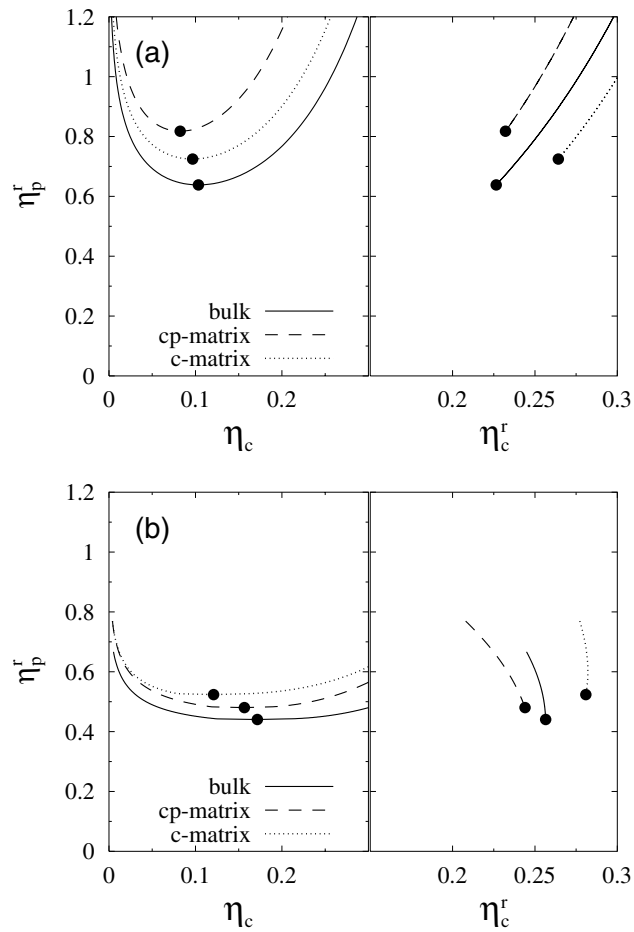 1.2
(a)
1
0.8
η_p^r
0.6
0.4
bulk
cp-matrix
0.2
c-matrix
0
0 0.1 0.2 0.2 0.25 0.3
η_c η_c^r
1.2
(b)
1
0.8
η_p^r
0.6
0.4
bulk
cp-matrix
0.2
c-matrix
0
0 0.1 0.2 0.2 0.25 0.3
η_c η_c^r